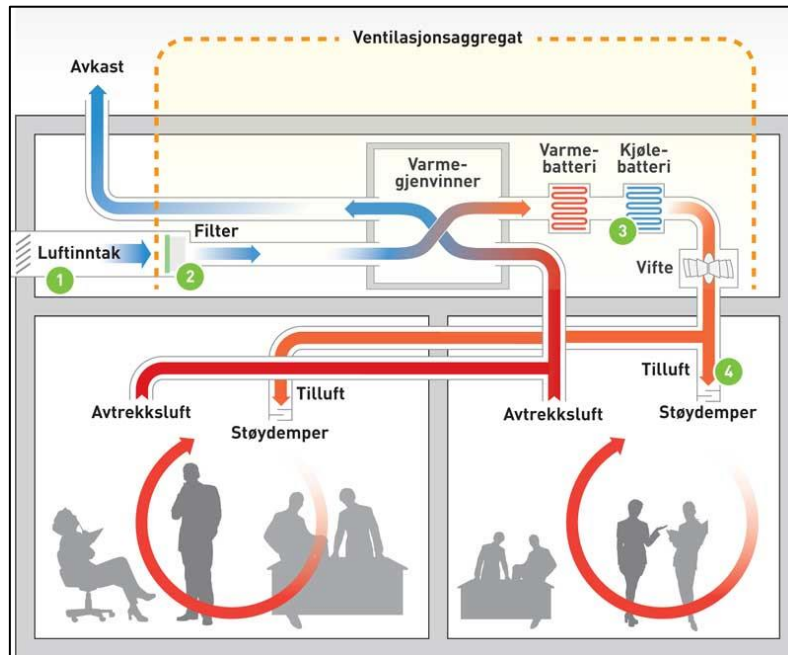 Ventilasjonsaggregat
Avkast
Varme-
gjenvinner
Varme-
batteri
Kjøle-
batteri
Filter
Luftinntak
1
2
3
Vifte
4
Tilluft
Støydemper
Avtrekksluft
Tilluft
Støydemper
Avtrekksluft